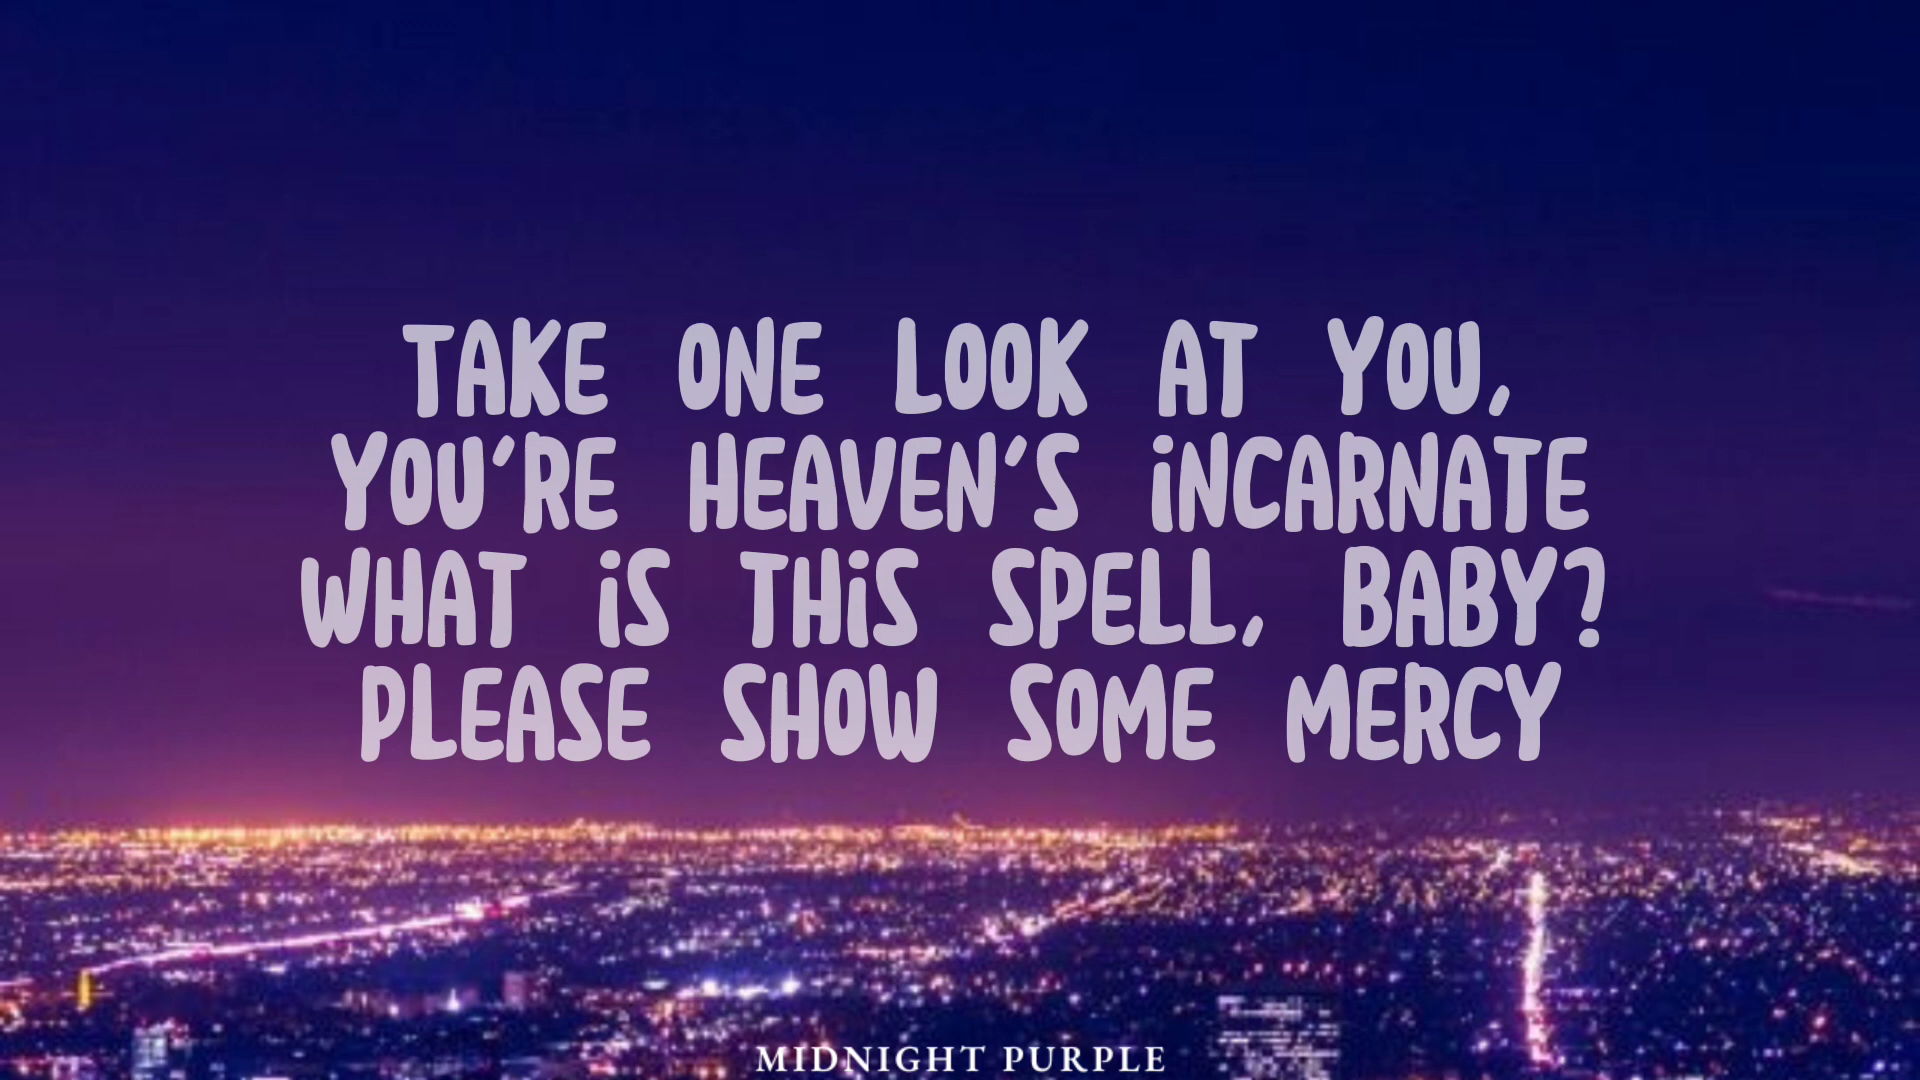 TAKE ONE LOOK AT YOU,
YOU'RE HEAVEN'S iNCARNATE
WHAT iS THiS SPELL, BABY?
PLEASE SHOW SOME MERCY
MIDNIGHT PURPLE